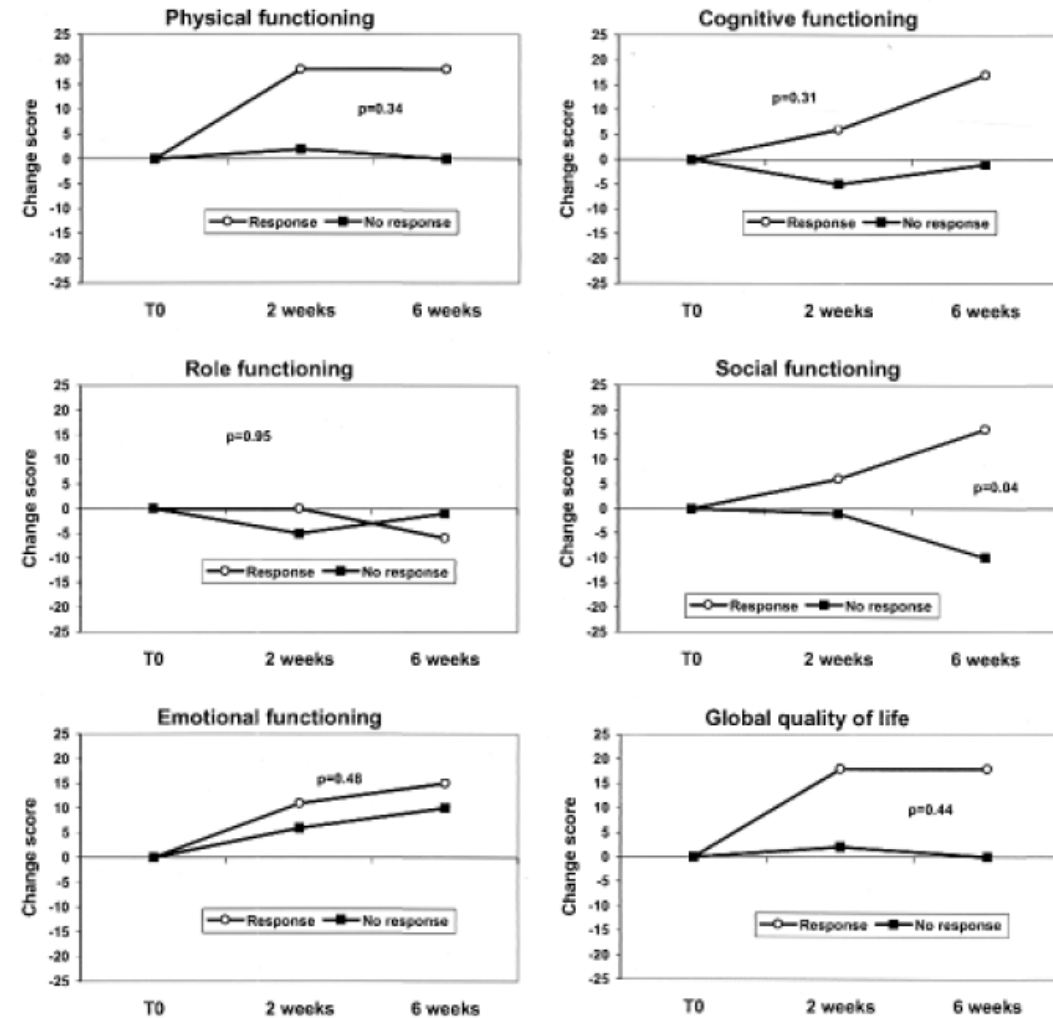 Physical functioning
Change score
25
20
15
10
5
0
-5
-10
-15
-20
-25
p=0.34
Response No response
T0 2 weeks 6 weeks
Cognitive functioning
Change score
25
20
15
10
5
0
-5
-10
-15
-20
-25
p=0.31
Response No response
T0 2 weeks 6 weeks
Role functioning
Change score
25
20
15
10
5
0
-5
-10
-15
-20
-25
p=0.95
Response No response
T0 2 weeks 6 weeks
Social functioning
Change score
25
20
15
10
5
0
-5
-10
-15
-20
-25
p=0.04
Response No response
T0 2 weeks 6 weeks
Emotional functioning
Change score
25
20
15
10
5
0
-5
-10
-15
-20
-25
p=0.48
Response No response
T0 2 weeks 6 weeks
Global quality of life
Change score
25
20
15
10
5
0
-5
-10
-15
-20
-25
p=0.44
Response No response
T0 2 weeks 6 weeks